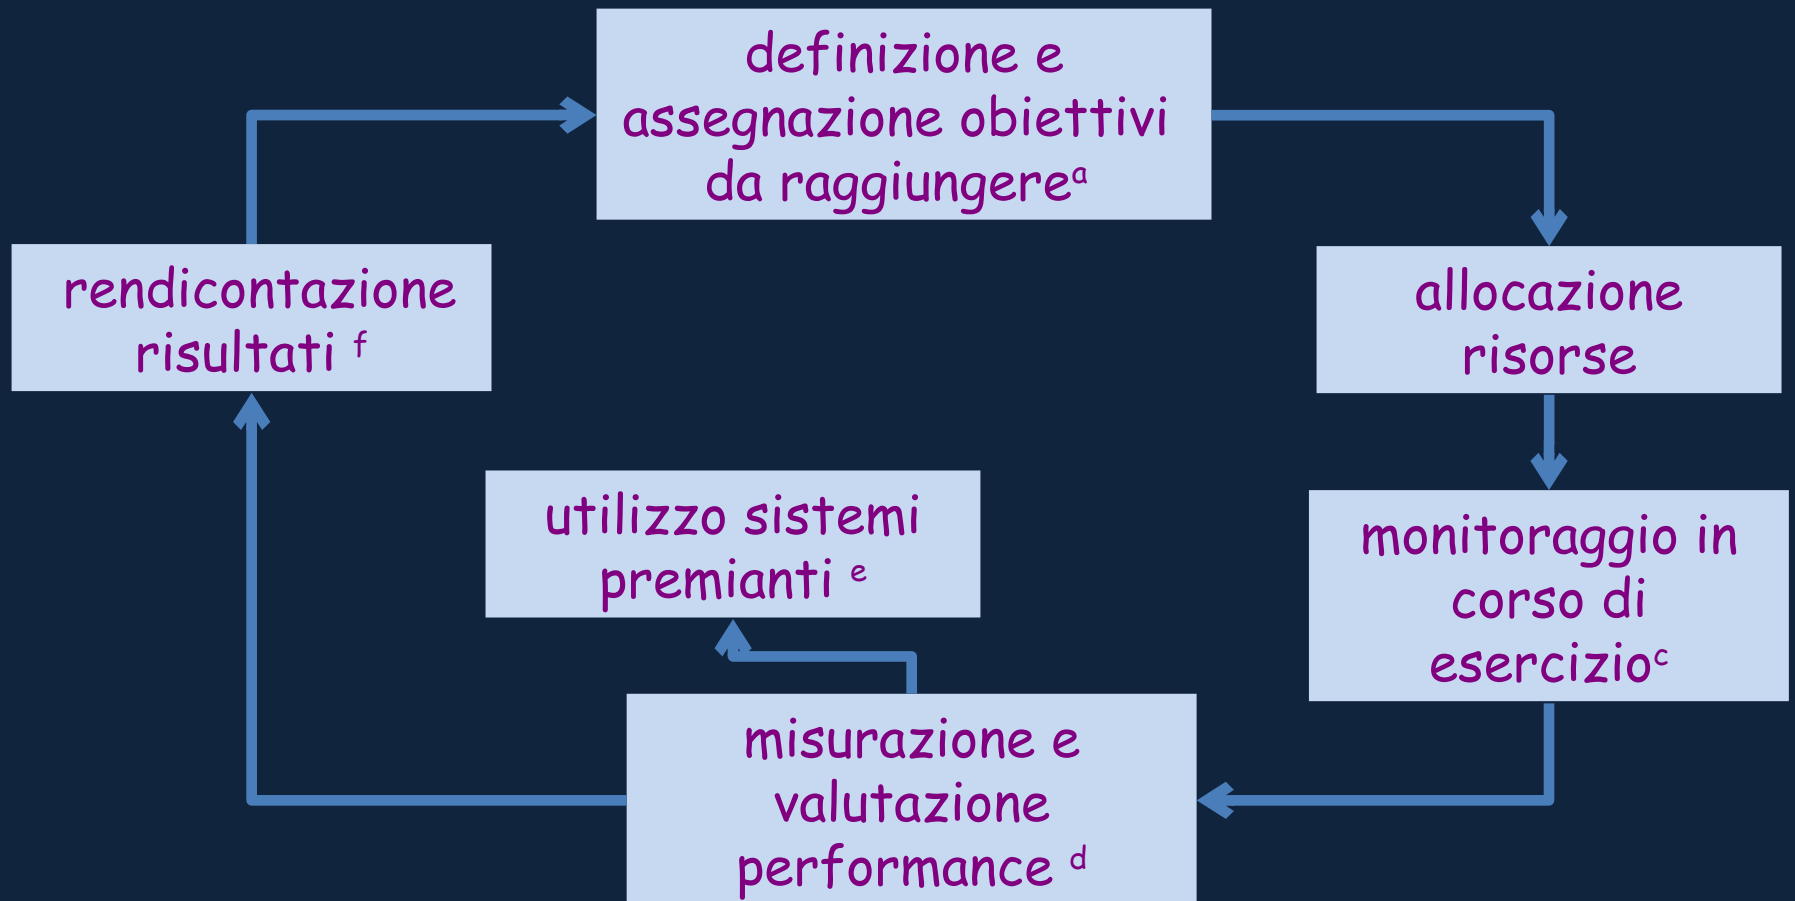 definizione e
assegnazione obiettivi
da raggiungereᵃ
allocazione
risorse
monitoraggio in
corso di
esercizioᶜ
misurazione e
valutazione
performance ᵈ
utilizzo sistemi
premianti ᵉ
rendicontazione
risultati ᶠ